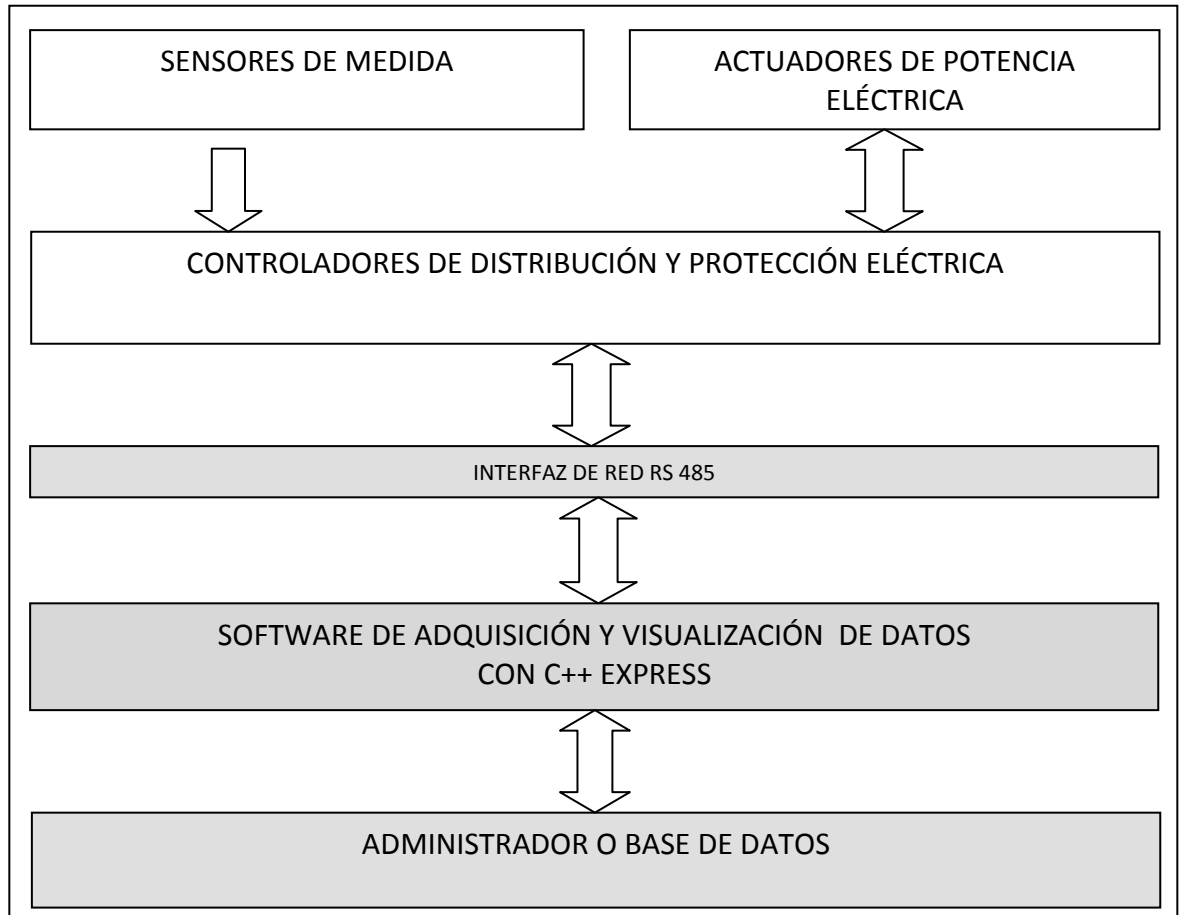 SENSORES DE MEDIDA
ACTUADORES DE POTENCIA
ELÉCTRICA
CONTROLADORES DE DISTRIBUCIÓN Y PROTECCIÓN ELÉCTRICA
INTERFAZ DE RED RS 485
SOFTWARE DE ADQUISICIÓN Y VISUALIZACIÓN DE DATOS
CON C++ EXPRESS
ADMINISTRADOR O BASE DE DATOS